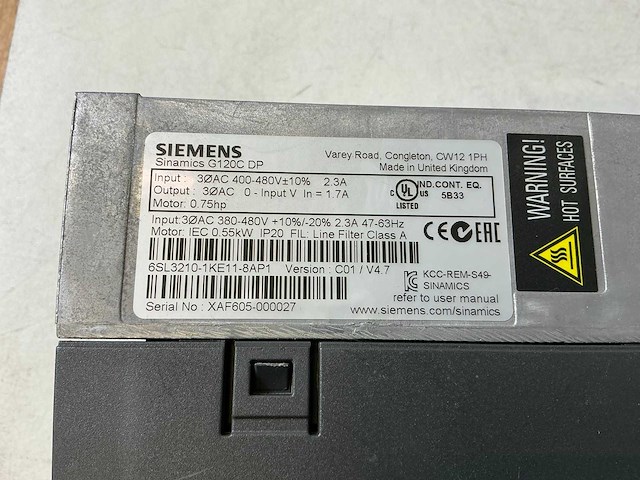 SIEMENS
Sinamics G120C DP
Varey Road, Congleton, CW12 1PH
Made in United Kingdom
Input : 3ØAC 400-480V±10% 2.3A
Output : 3ØAC 0 - Input V In = 1.7A
Motor: 0.75hp
c UL us
LISTED
IND.CONT. EQ.
5B33
Input:3ØAC 380-480V +10%/-20% 2.3A 47-63Hz
Motor: IEC 0.55kW IP20 FIL: Line Filter Class A
CE EAC
6SL3210-1KE11-8AP1 Version : C01 / V4.7
Serial No : XAF605-000027
KCC-REM-S49-
SINAMICS
refer to user manual
www.siemens.com/sinamics
WARNING!
HOT SURFACES